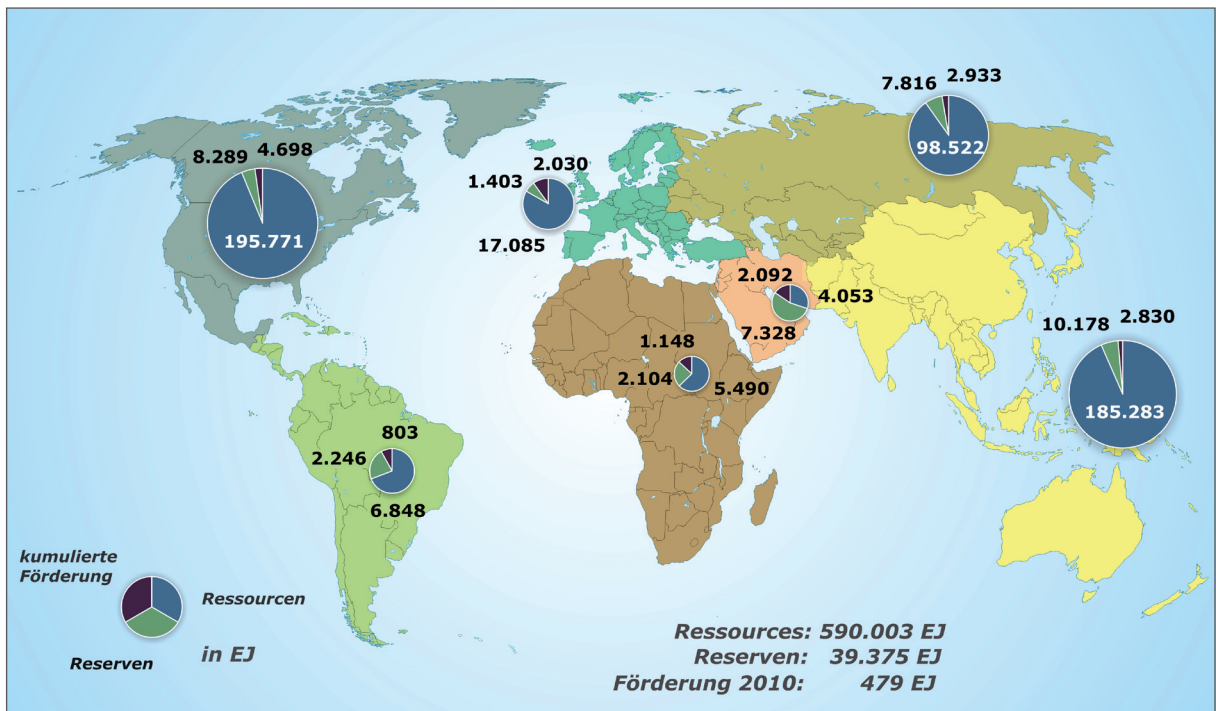 7.816 2.933
98.522
8.289 4.698
195.771
1.403 2.030
17.085
2.092 4.053
7.328
10.178 2.830
185.283
1.148
2.104 5.490
803
2.246
6.848
kumulierte
Förderung
Ressourcen
Reserven
in EJ
Ressources: 590.003 EJ
Reserven: 39.375 EJ
Förderung 2010: 479 EJ